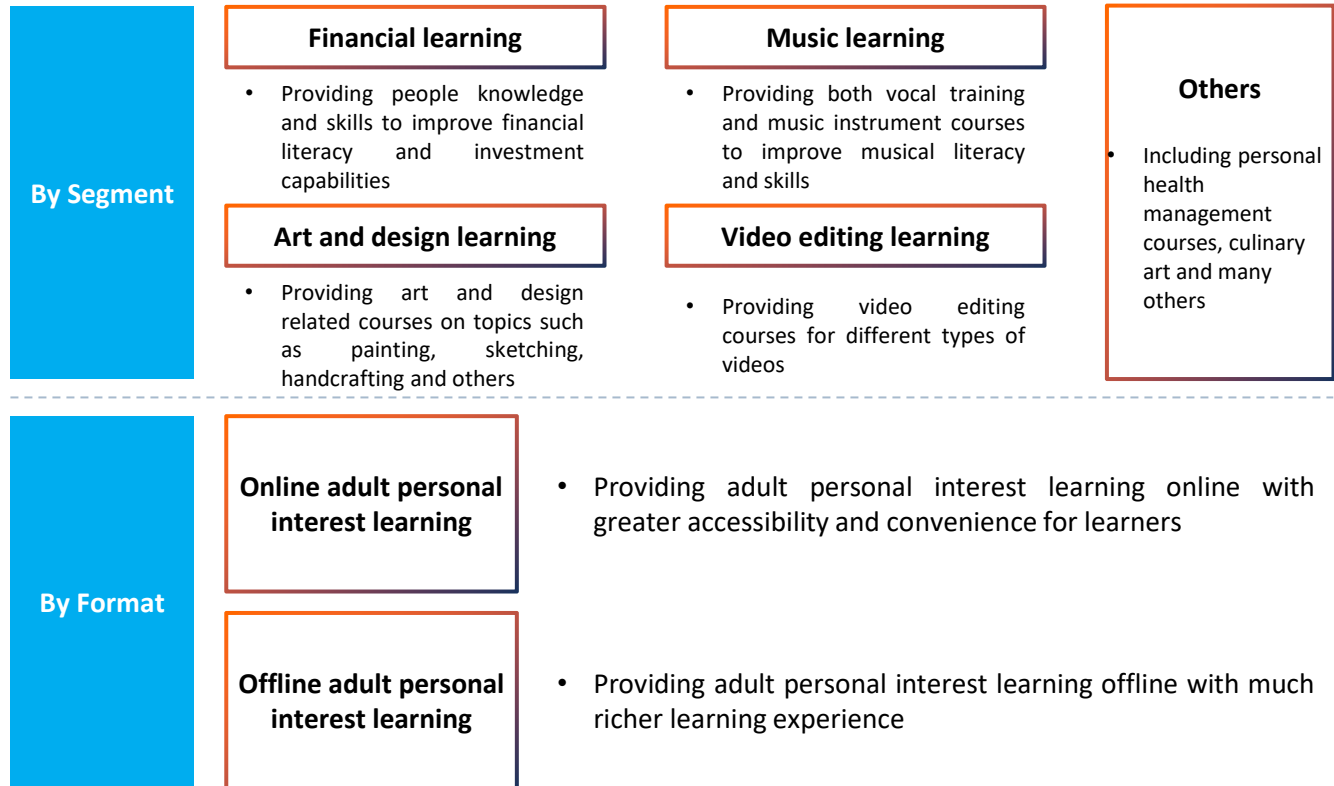 By Segment
Financial learning
• Providing people knowledge
and skills to improve financial
literacy and investment
capabilities
Music learning
• Providing both vocal training
and music instrument courses
to improve musical literacy
and skills
Art and design learning
• Providing art and design
related courses on topics such
as painting, sketching,
handcrafting and others
Video editing learning
• Providing video editing
courses for different types of
videos
Others
• Including personal
health
management
courses, culinary
art and many
others
By Format
Online adult personal
interest learning
• Providing adult personal interest learning online with
greater accessibility and convenience for learners
Offline adult personal
interest learning
• Providing adult personal interest learning offline with much
richer learning experience